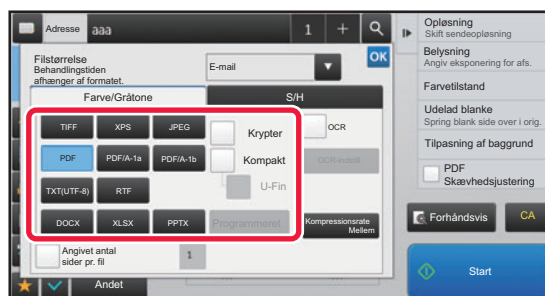 Adresse
aaa
1
Filstørrelse
Behandlingstiden
afhænger af formatet.
E-mail
OK
Farve/Gråtone
S/H
TIFF
XPS
JPEG
Krypter
OCR
PDF
PDF/A-1a
PDF/A-1b
Kompakt
OCR-indstil
TXT(UTF-8)
RTF
U-Fin
DOCX
XLSX
PPTX
Programmeret
Kompressionsrate
Mellem
Angivet antal
sider pr. fil
1
Andet
Opløsning
Skift sendeopløsning
Belysning
Angiv eksponering for afs.
Farvetilstand
Udelad blanke
Spring blank side over i orig.
Tilpasning af baggrund
PDF
Skævhedsjustering
Forhåndsvis
CA
Start